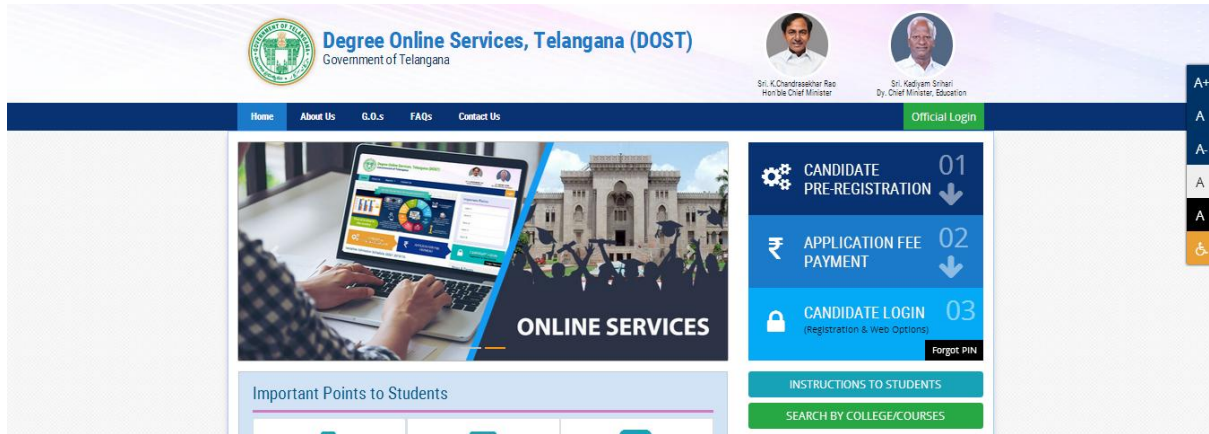 Degree Online Services, Telangana (DOST)
Government of Telangana
Sri. K.Chandrasekhar Rao
Hon'ble Chief Minister
Sri. Kadiyam Srihari
Dy. Chief Minister, Education
A+
A
A-
A
A
Home About Us G.O.s FAQs Contact Us Official Login
ONLINE SERVICES
CANDIDATE
PRE-REGISTRATION
01
APPLICATION FEE
PAYMENT
02
CANDIDATE LOGIN
(Registration & Web Options)
03
Forgot PIN
Important Points to Students
INSTRUCTIONS TO STUDENTS
SEARCH BY COLLEGE/COURSES